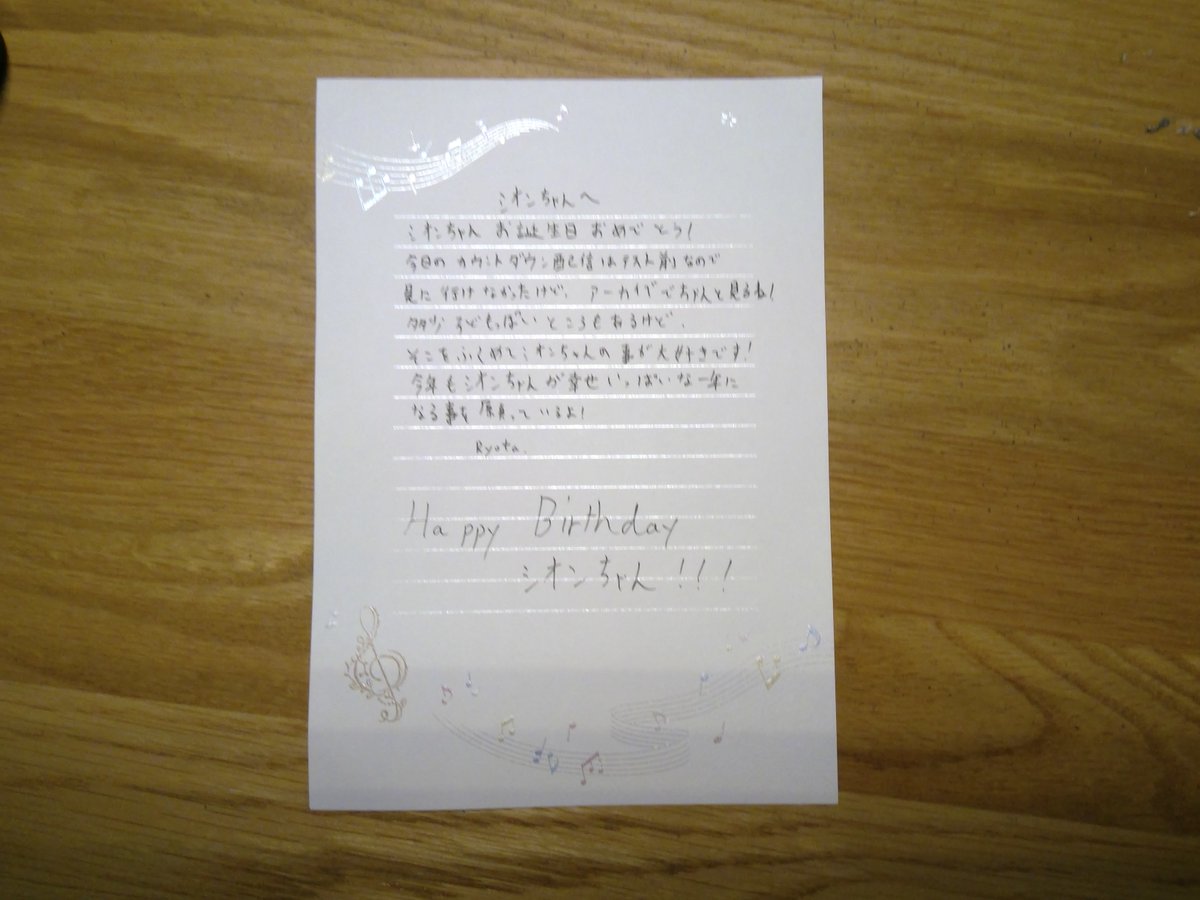 シオンちゃんへ
シオンちゃん お誕生日 おめでとう!
今日の カウントダウン配信は テスト前なので
見に 行けなかったけど、アーカイブでちゃんと見るね!
多少 子どもっぽい ところもあるけど、
そこをふくめて シオンちゃんの 事が大好きです!
今年も シオンちゃんが 幸せ いっぱいな 一年に
なる事を 願っているよ!
Ryota.
Happy Birthday
シオンちゃん !!!